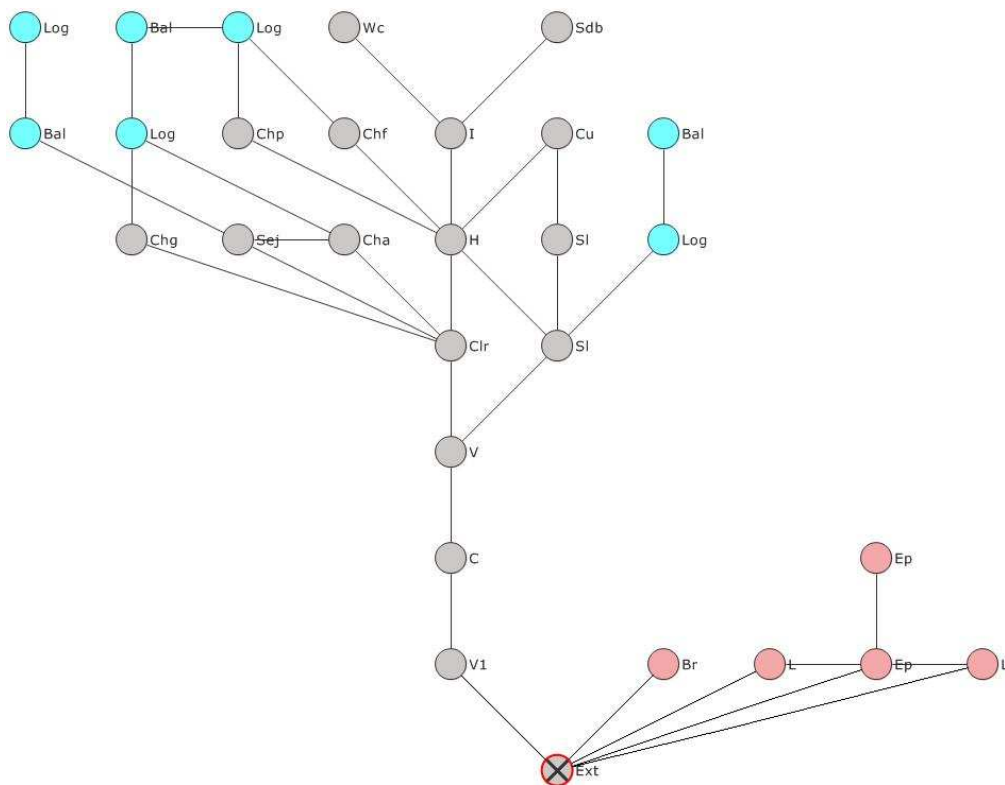 Log Bal Log Wc Sdb
Bal Log Chp Chf I Cu Bal
Chg Sej Cha H Sl Log
Clr Sl
V
C Ep
V1 Br L Ep L
Ext